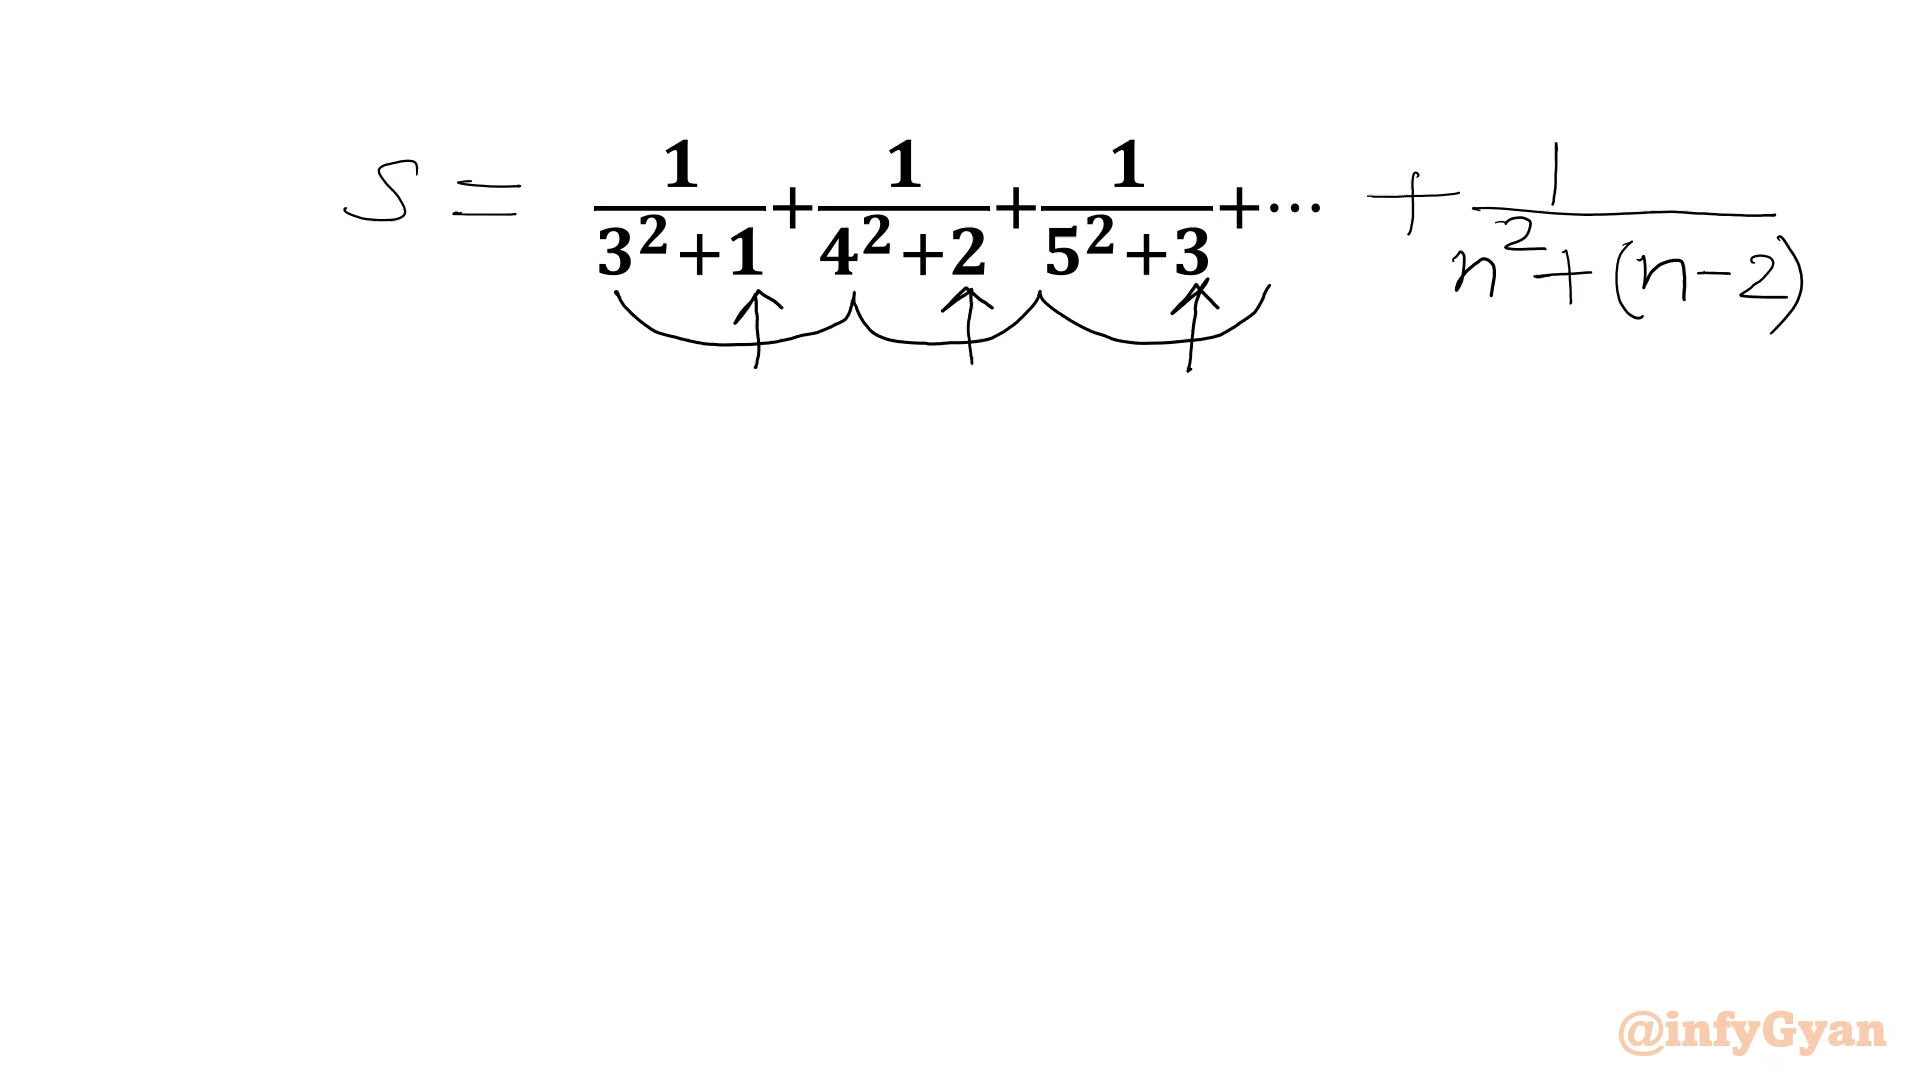 S = 1/(3²+1) + 1/(4²+2) + 1/(5²+3) + ⋯ + 1/(n²+(n-2))
@infyGyan